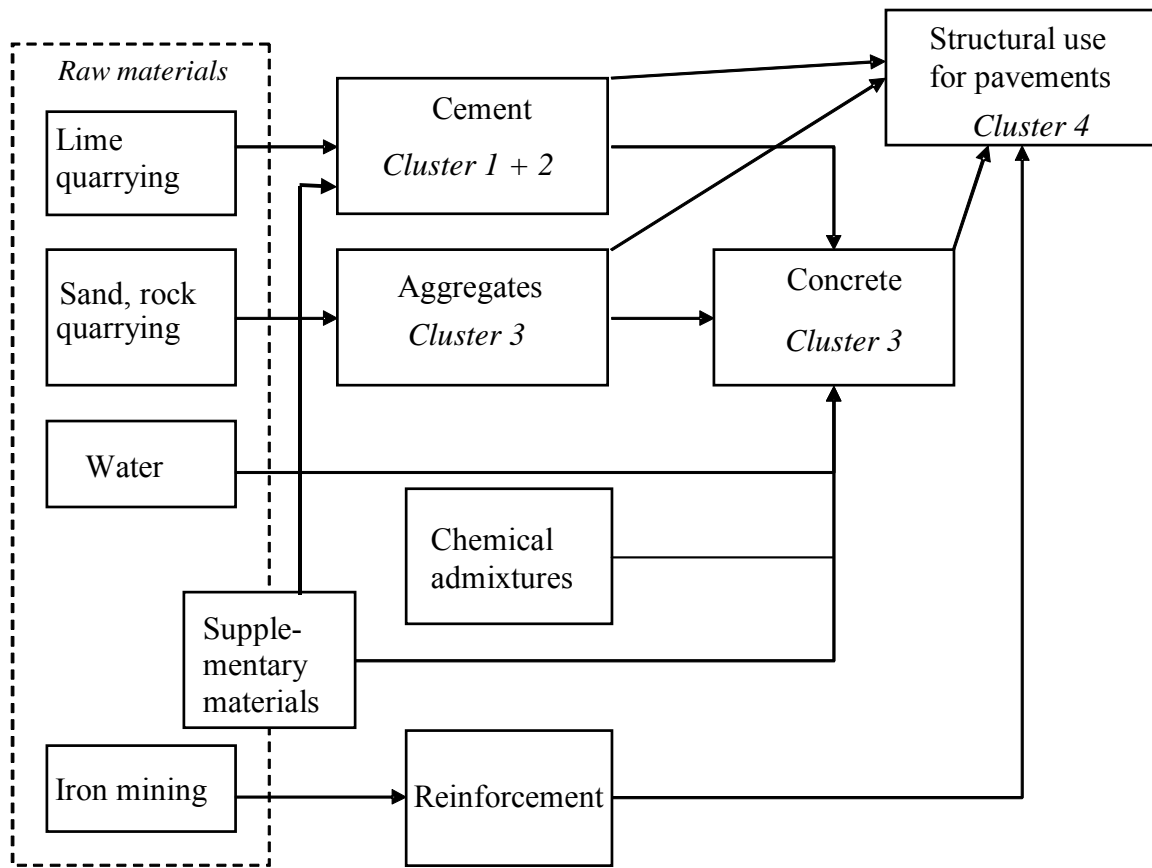 Raw materials
Lime
quarrying
Sand, rock
quarrying
Water
Supple-
mentary
materials
Iron mining
Cement
Cluster 1 + 2
Aggregates
Cluster 3
Chemical
admixtures
Reinforcement
Concrete
Cluster 3
Structural use
for pavements
Cluster 4